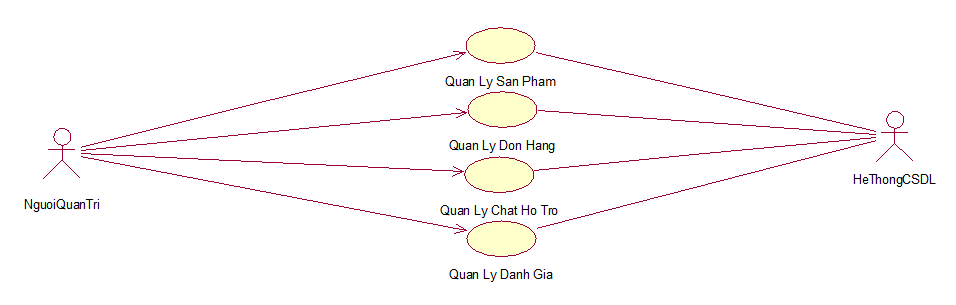 Quan Ly San Pham
Quan Ly Don Hang
HeThongCSDL
NguoiQuanTri
Quan Ly Chat Ho Tro
Quan Ly Danh Gia